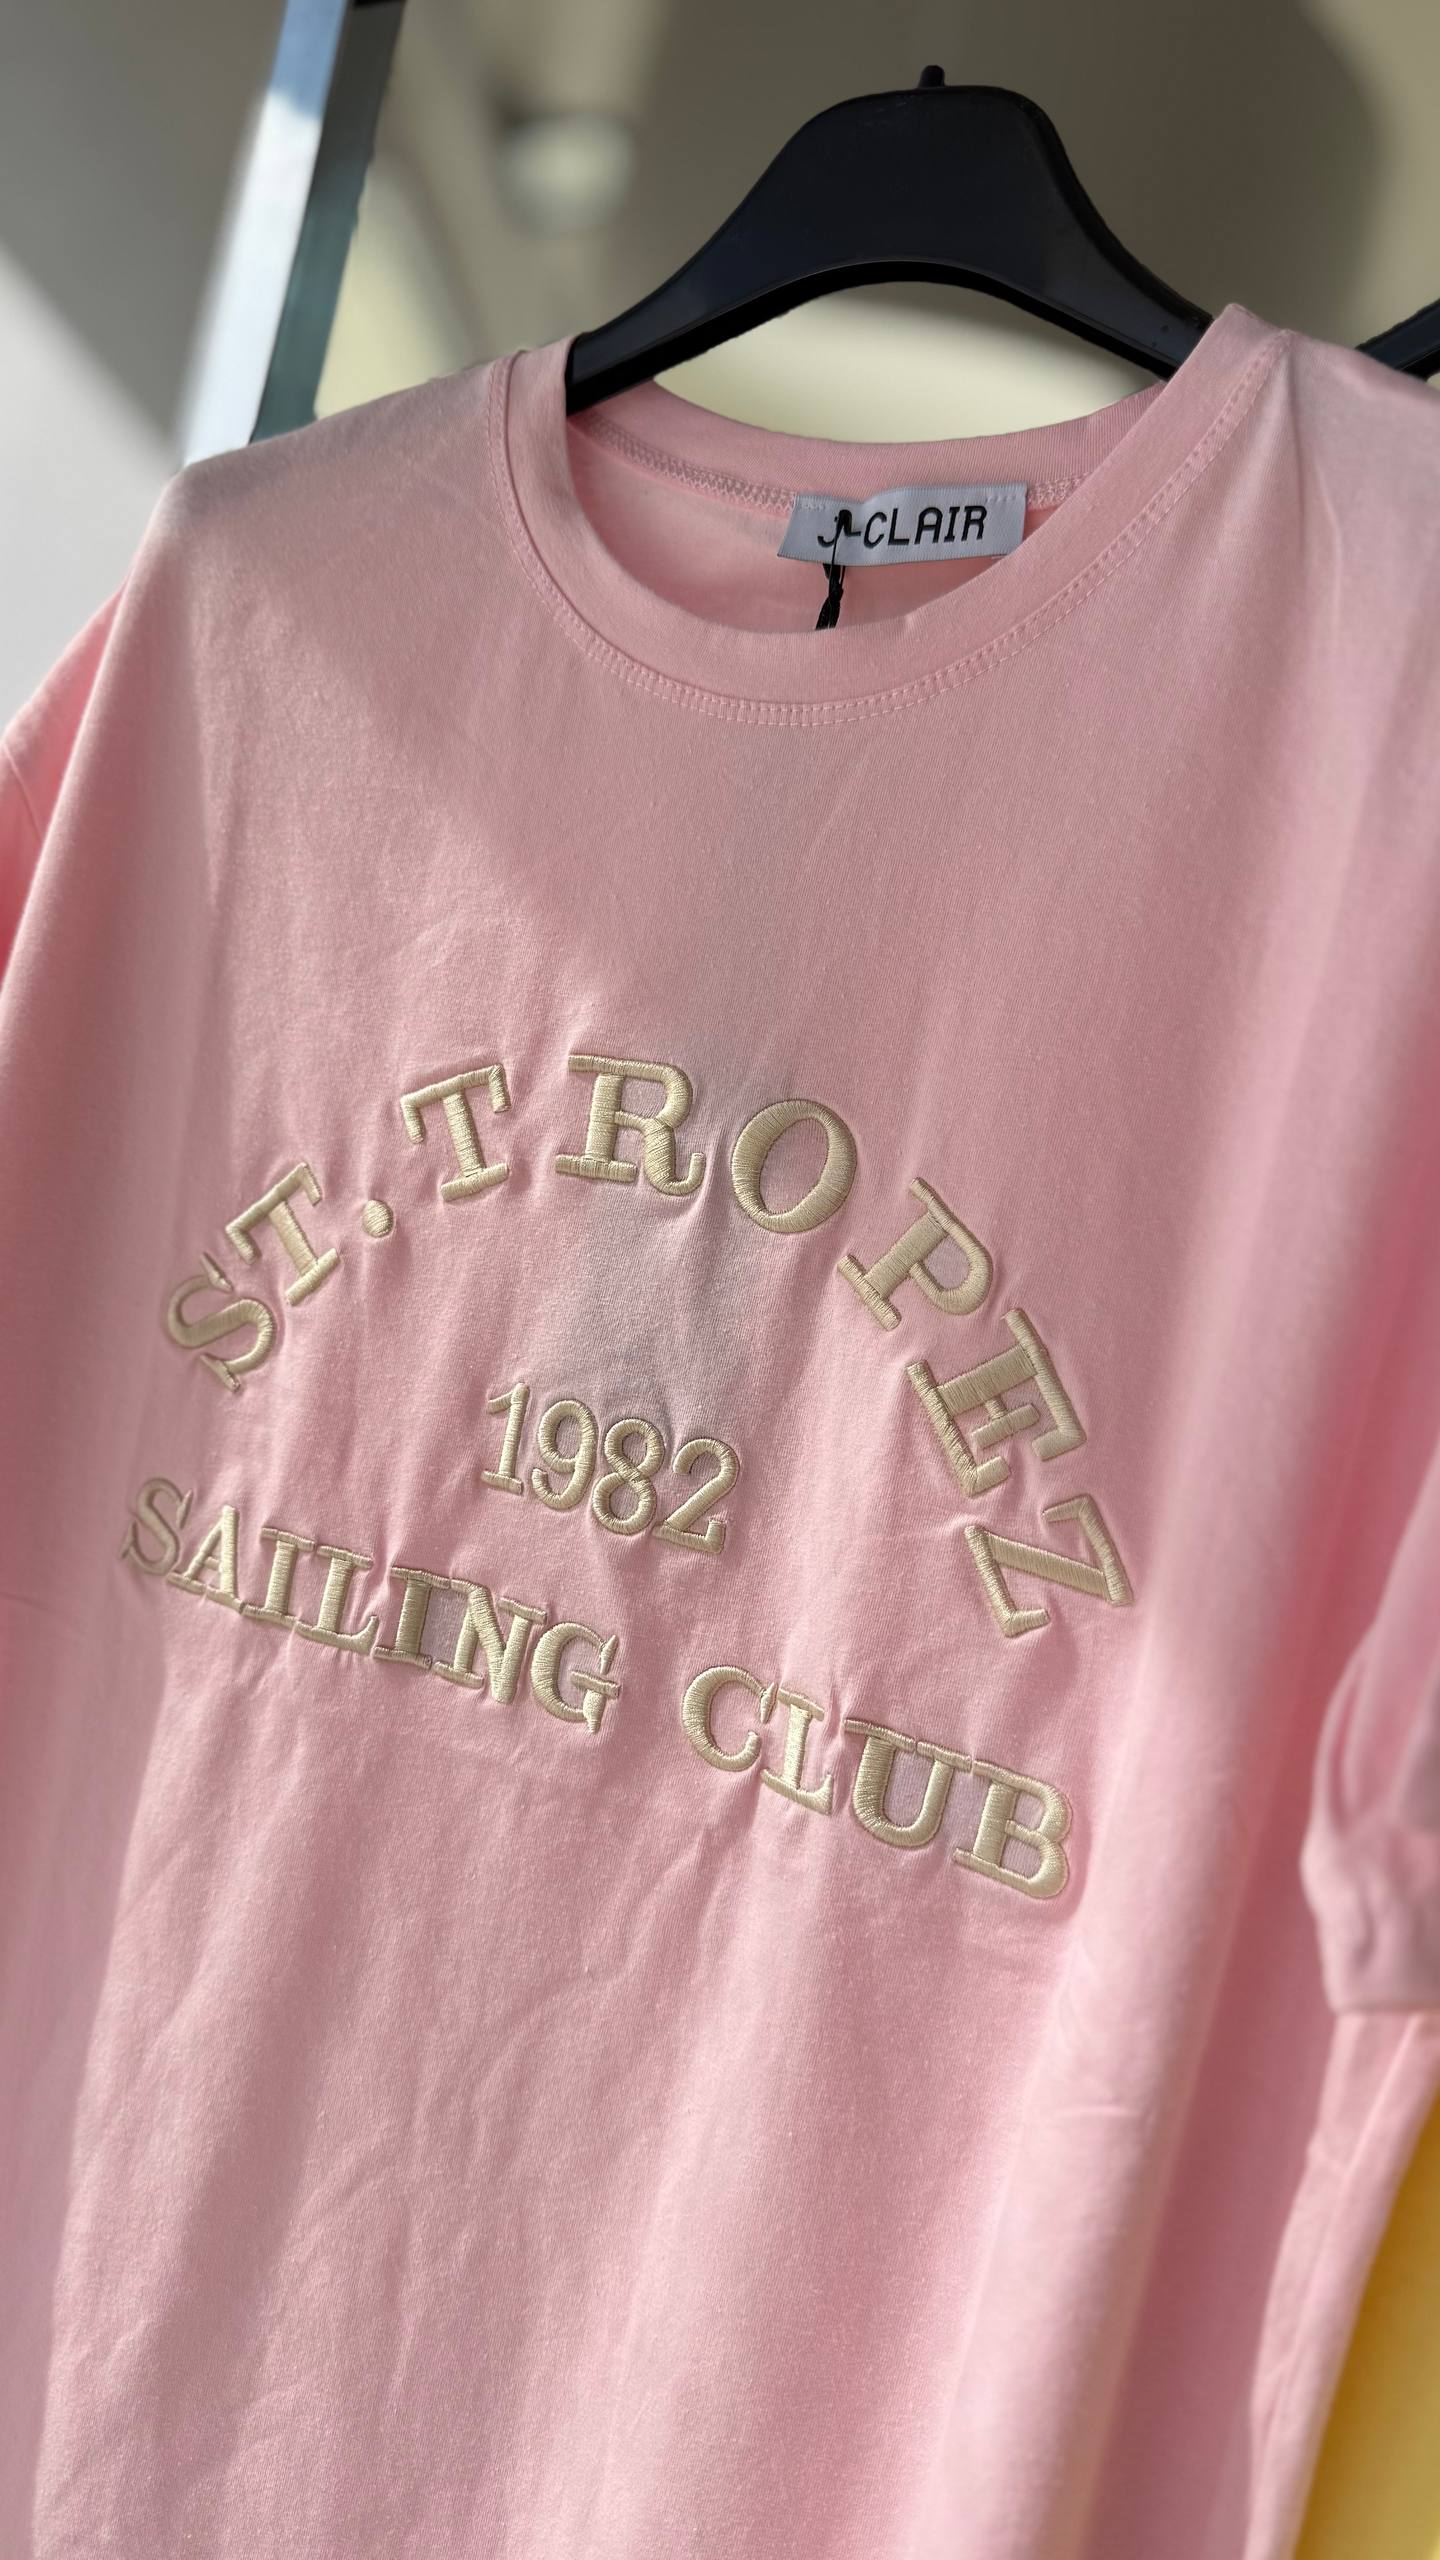 J-CLAIR
ST. TROPEZ
1982
SAILING CLUB